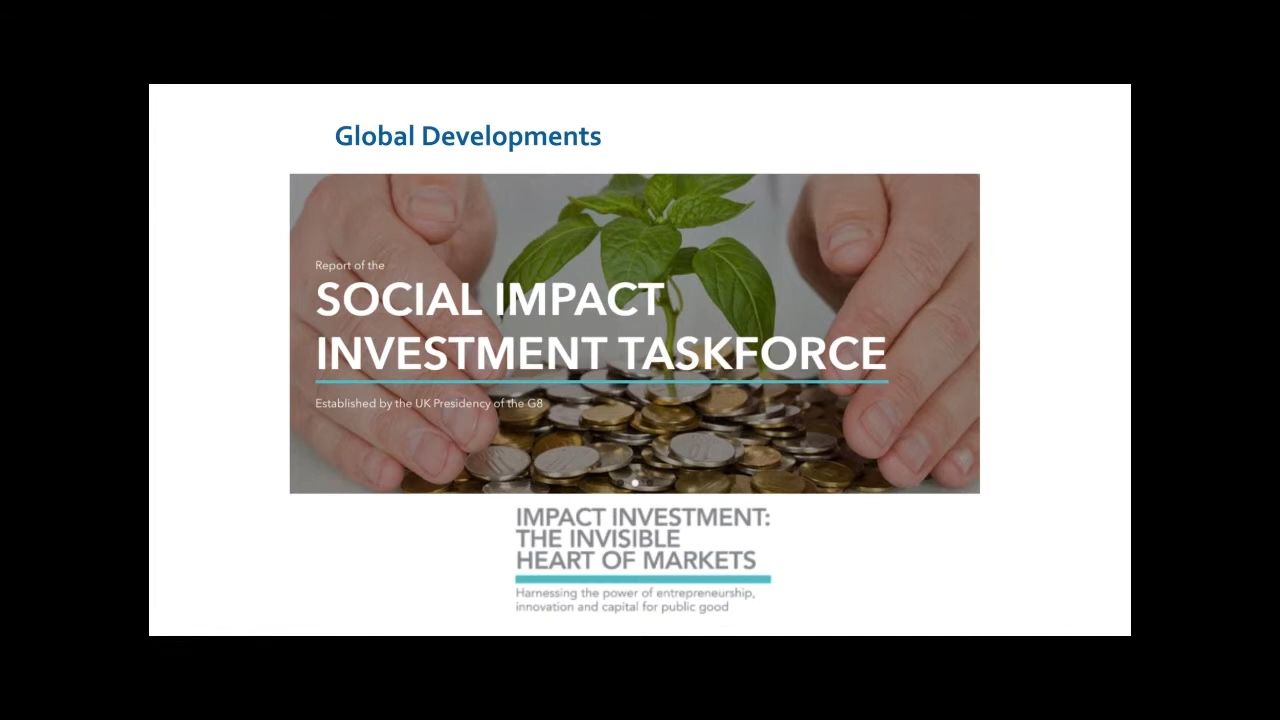 Global Developments
Report of the
SOCIAL IMPACT
INVESTMENT TASKFORCE
Established by the UK Presidency of the G8
IMPACT INVESTMENT:
THE INVISIBLE
HEART OF MARKETS
Harnessing the power of entrepreneurship,
innovation and capital for public good